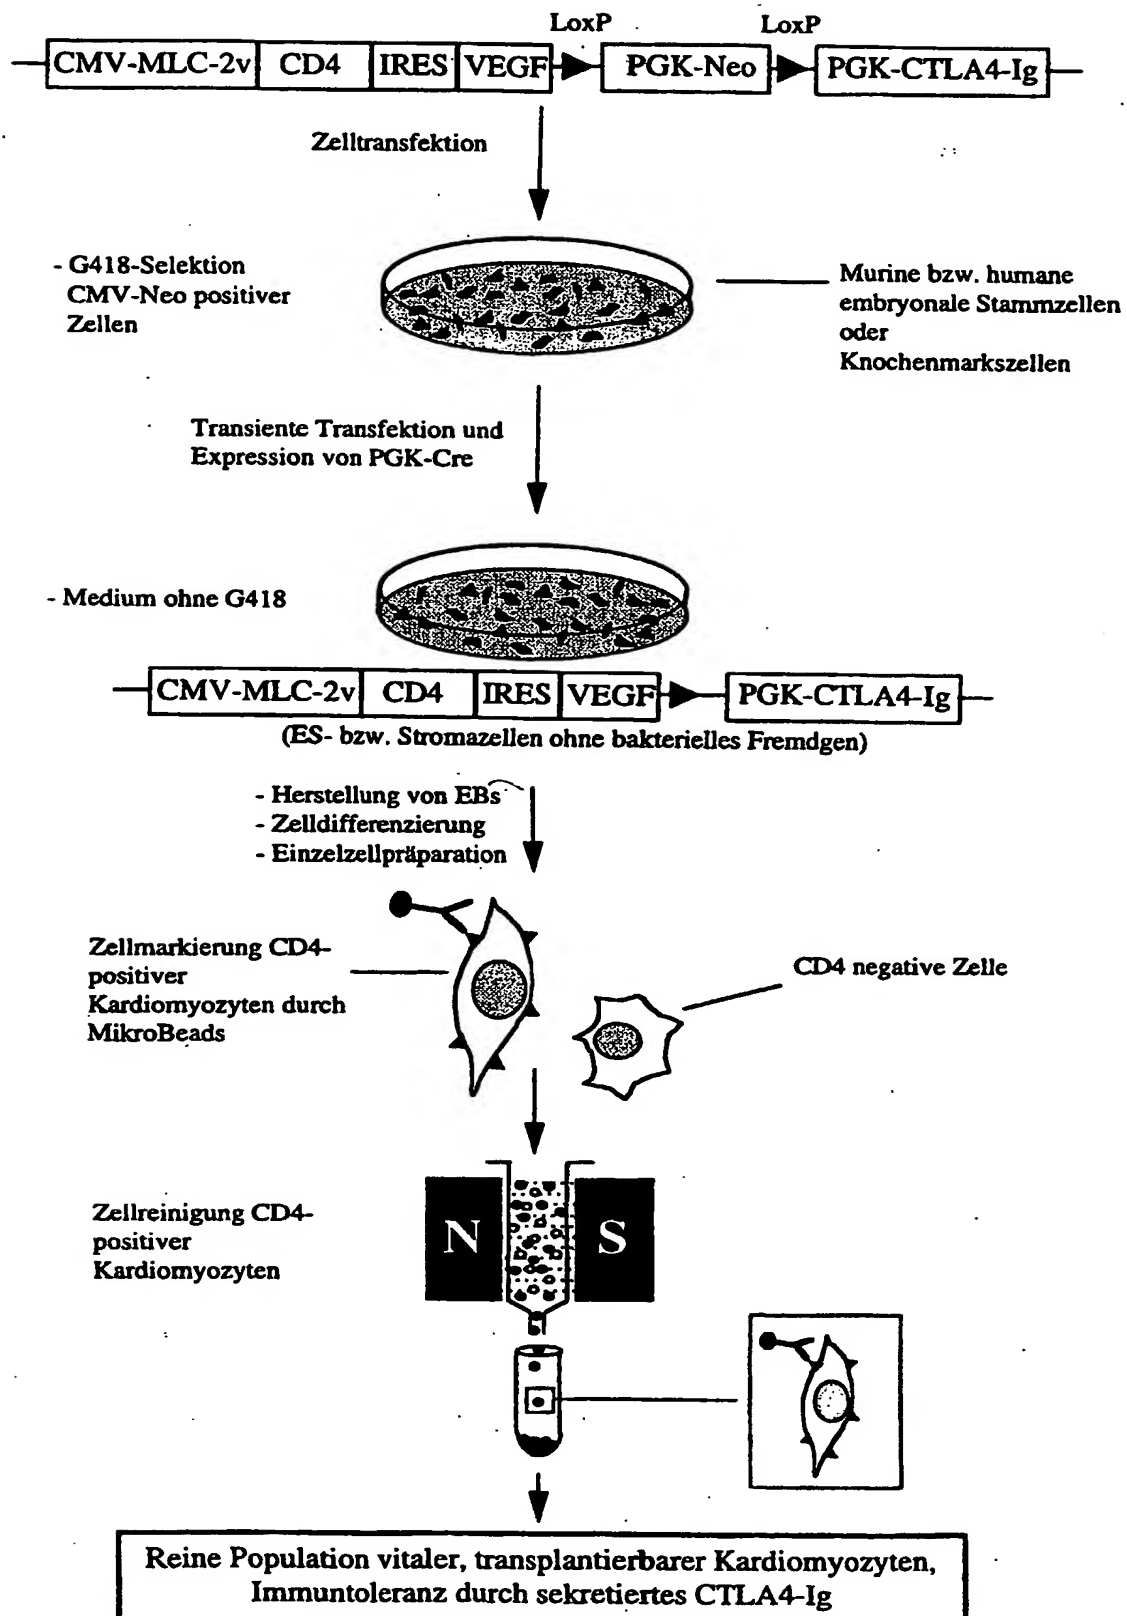 LoxP LoxP
CMV-MLC-2v CD4 IRES VEGF PGK-Neo PGK-CTLA4-Ig
Zelltransfektion
- G418-Selektion
CMV-Neo positiver
Zellen
Murine bzw. humane
embryonale Stammzellen
oder
Knochenmarkszellen
Transiente Transfektion und
Expression von PGK-Cre
- Medium ohne G418
CMV-MLC-2v CD4 IRES VEGF PGK-CTLA4-Ig
(ES- bzw. Stromazellen ohne bakterielles Fremdgen)
- Herstellung von EBs
- Zelldifferenzierung
- Einzelzellpräparation
Zellmarkierung CD4-
positiver
Kardiomyozyten durch
MikroBeads
CD4 negative Zelle
Zellreinigung CD4-
positiver
Kardiomyozyten
N S
Reine Population vitaler, transplantierbarer Kardiomyozyten,
Immuntoleranz durch sekretiertes CTLA4-Ig